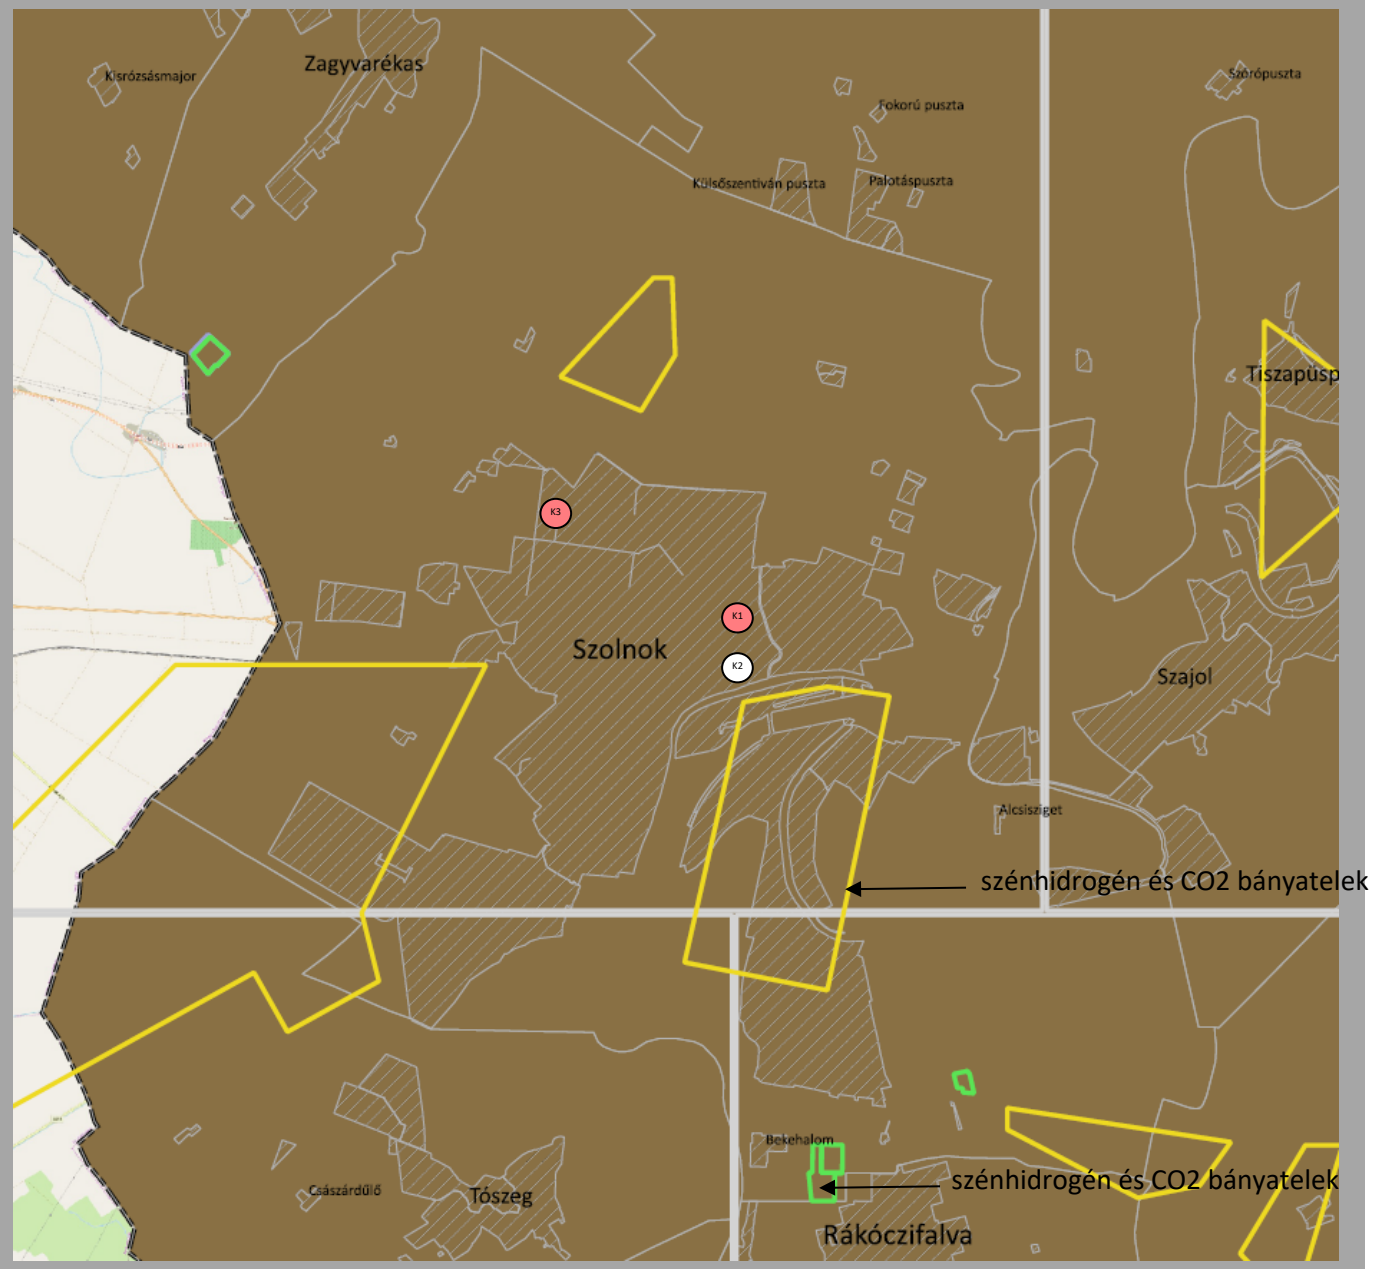 Zagyvarékas
Kisrózsásmajor
Szórópuszta
Fokorú puszta
Külsőszentiván puszta
Palotáspuszta
Tiszapüsp
K3
K1
Szolnok
K2
Szajol
Alcsisziget
szénhidrogén és CO2 bányatelek
Bekehalom
szénhidrogén és CO2 bányatelek
Császárdűlő
Tószeg
Rákóczifalva